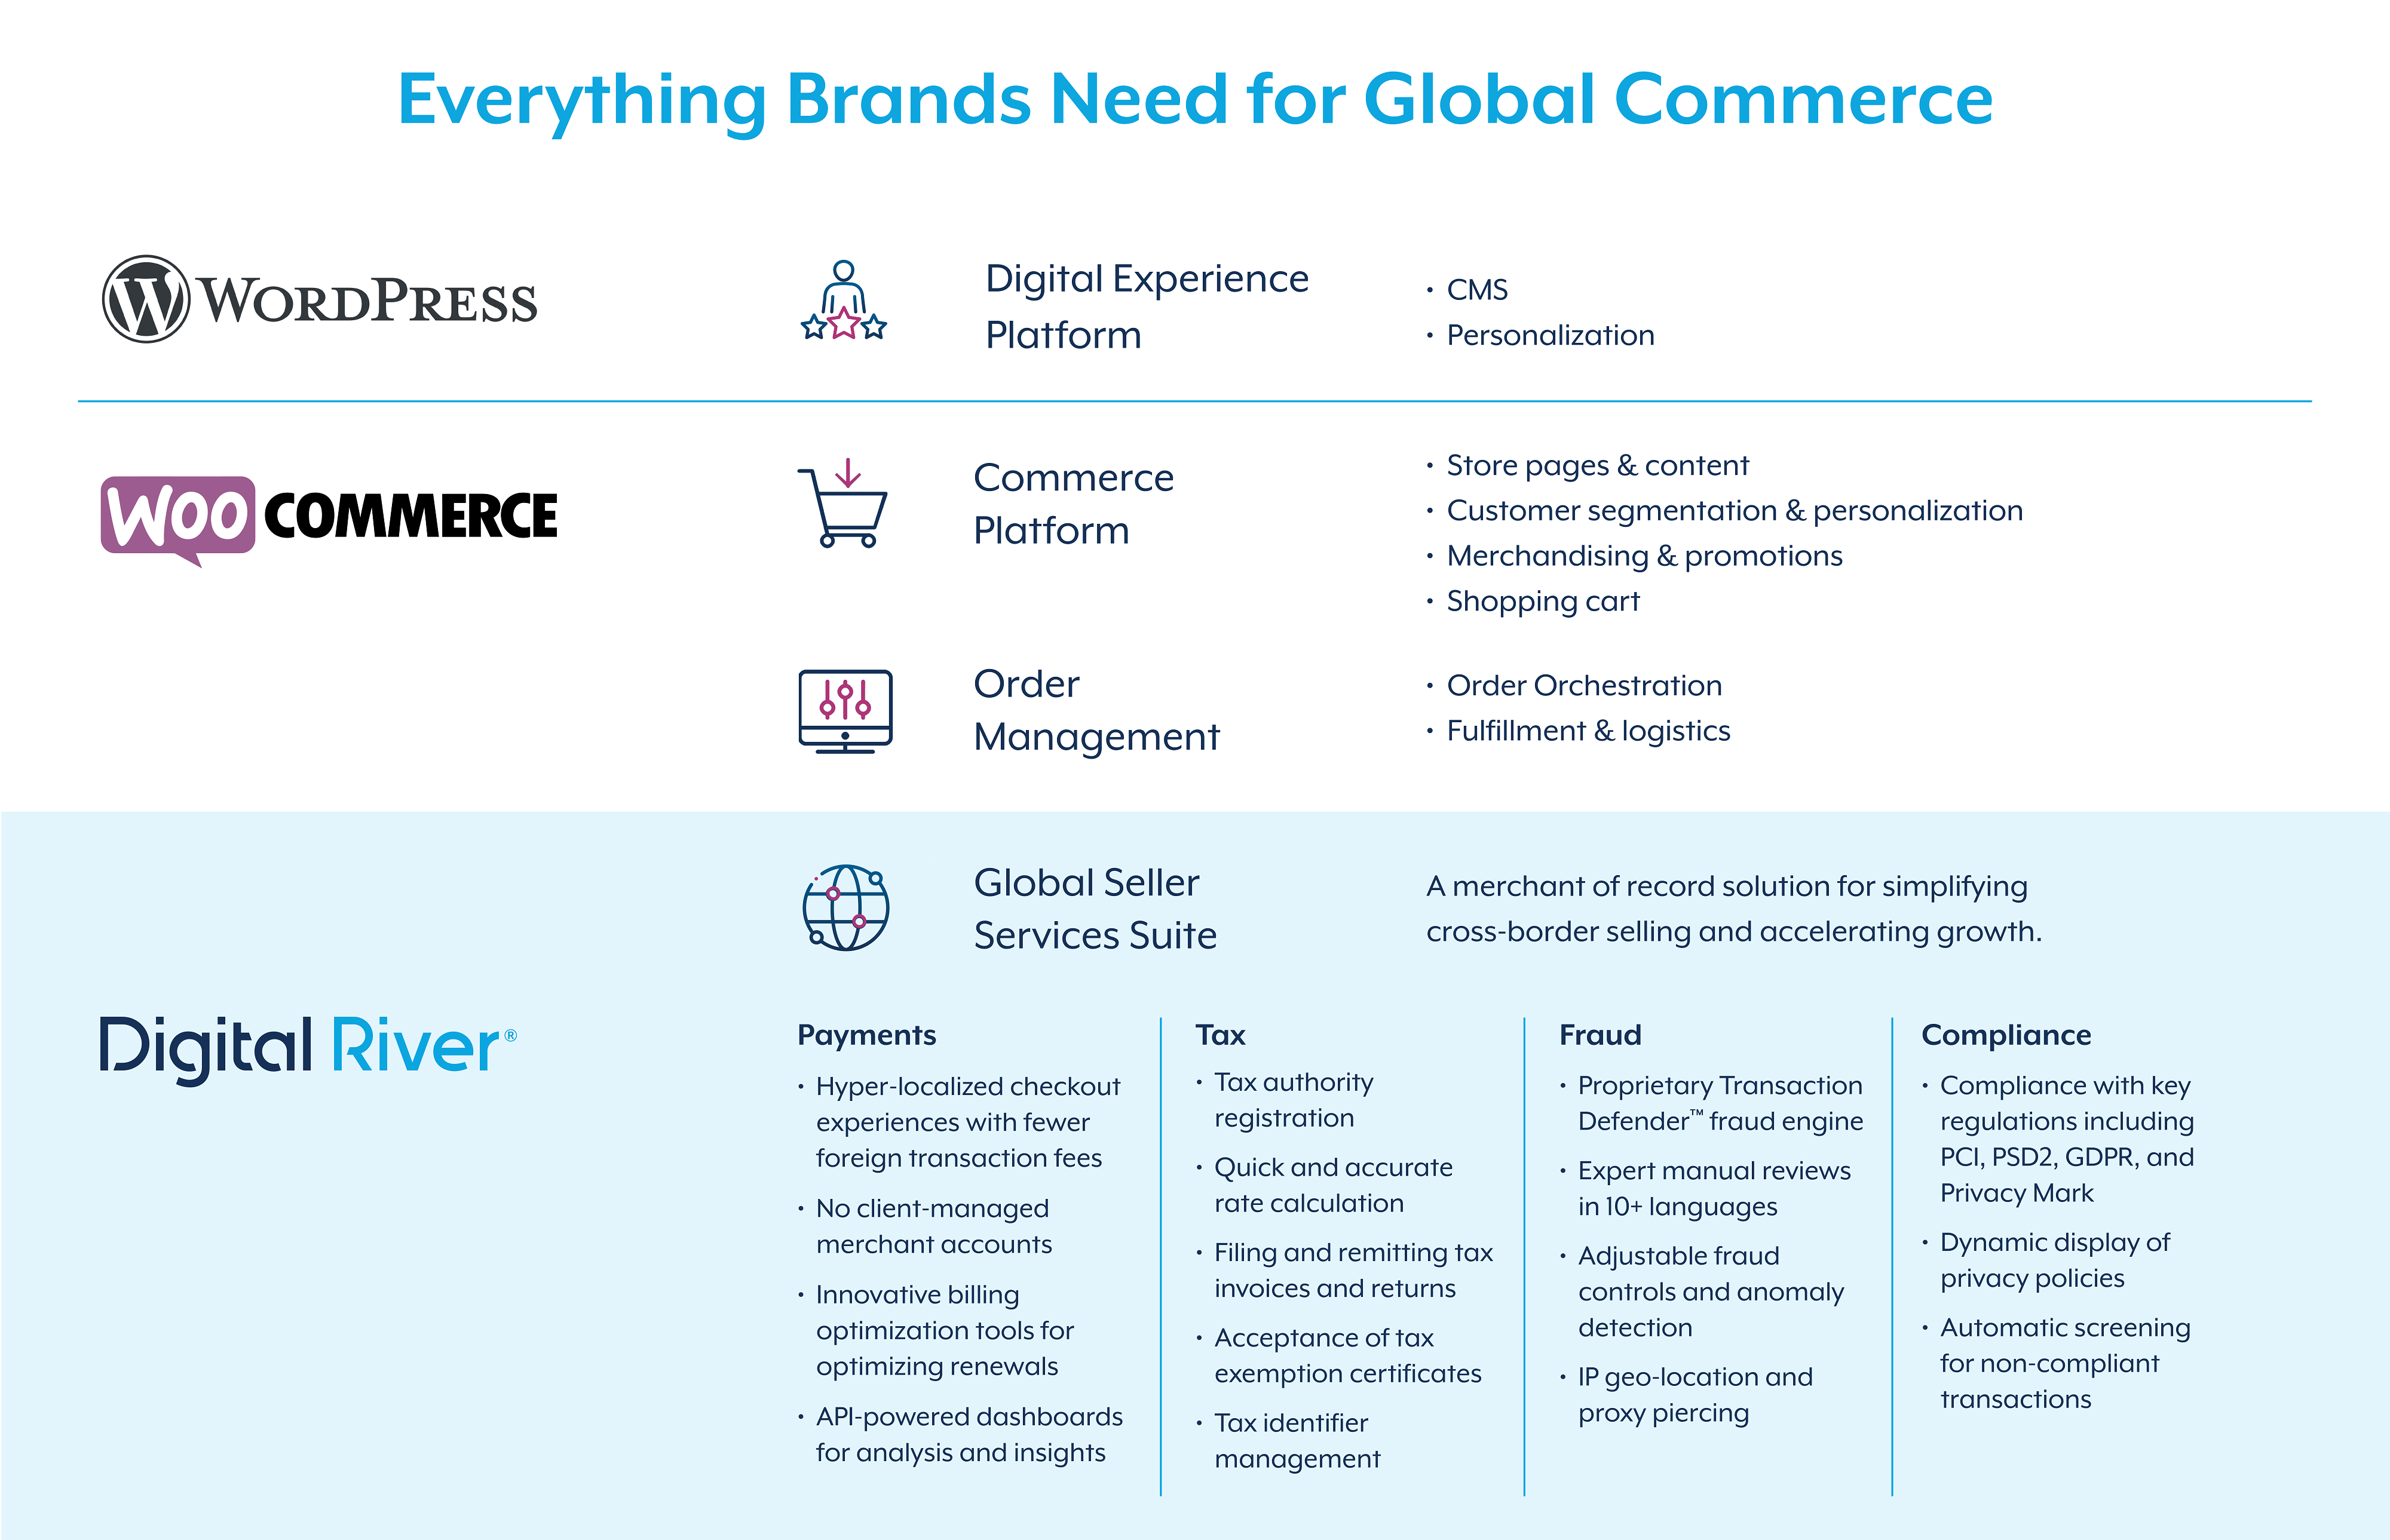 Everything Brands Need for Global Commerce
WORDPRESS
Digital Experience
Platform
• CMS
• Personalization
WOO COMMERCE
Commerce
Platform
• Store pages & content
• Customer segmentation & personalization
• Merchandising & promotions
• Shopping cart
Order
Management
• Order Orchestration
• Fulfillment & logistics
Global Seller
Services Suite
A merchant of record solution for simplifying
cross-border selling and accelerating growth.
Digital River®
Payments
• Hyper-localized checkout
experiences with fewer
foreign transaction fees
• No client-managed
merchant accounts
• Innovative billing
optimization tools for
optimizing renewals
• API-powered dashboards
for analysis and insights
Tax
• Tax authority
registration
• Quick and accurate
rate calculation
• Filing and remitting tax
invoices and returns
• Acceptance of tax
exemption certificates
• Tax identifier
management
Fraud
• Proprietary Transaction
Defender™ fraud engine
• Expert manual reviews
in 10+ languages
• Adjustable fraud
controls and anomaly
detection
• IP geo-location and
proxy piercing
Compliance
• Compliance with key
regulations including
PCI, PSD2, GDPR, and
Privacy Mark
• Dynamic display of
privacy policies
• Automatic screening
for non-compliant
transactions